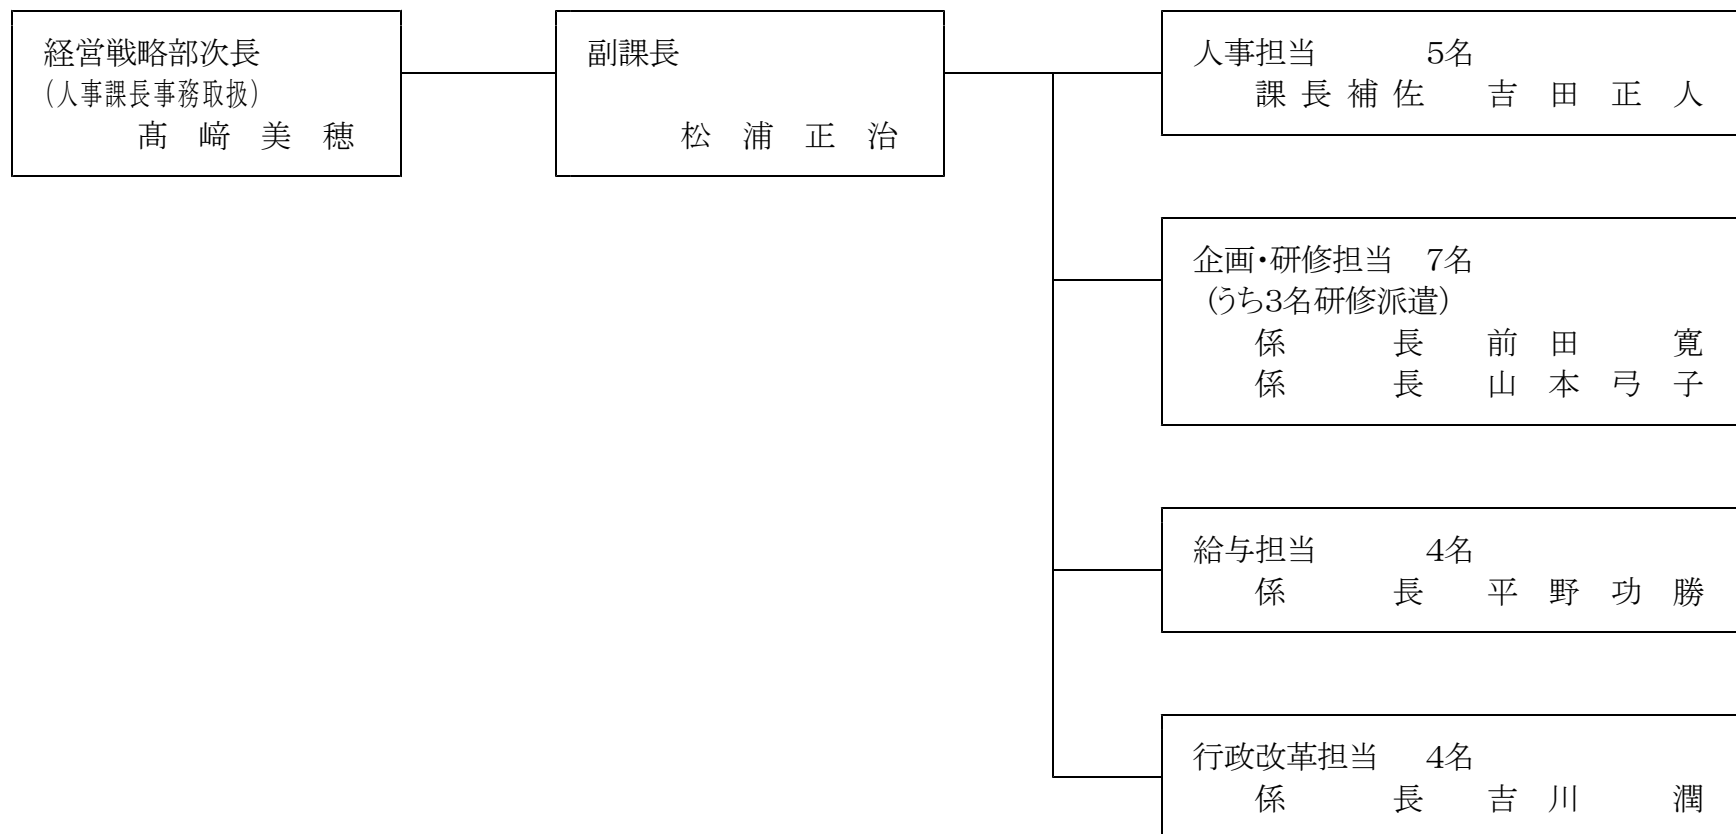 経営戦略部次長
(人事課長事務取扱)
髙﨑美穂
副課長
松浦正治
人事担当 5名
課長補佐 吉田正人
企画・研修担当 7名
(うち3名研修派遣)
係長 前田寛
係長 山本弓子
給与担当 4名
係長 平野功勝
行政改革担当 4名
係長 吉川潤